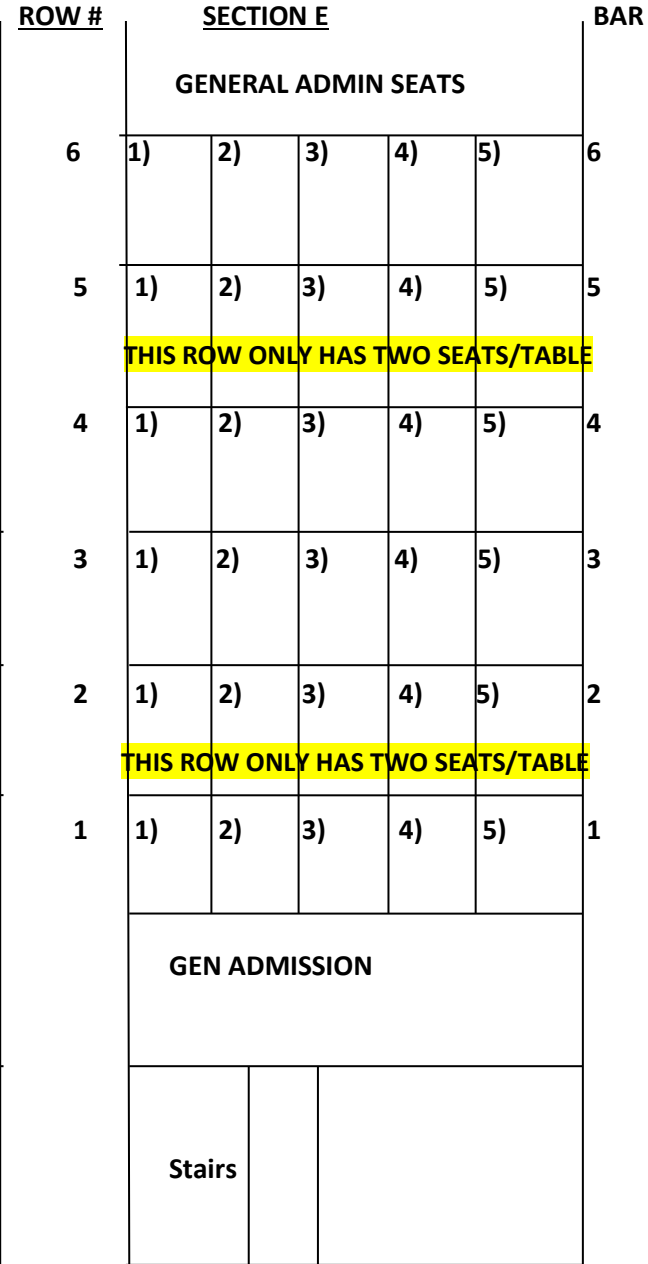 ROW # SECTION E BAR
GENERAL ADMIN SEATS
6 1) 2) 3) 4) 5) 6
5 1) 2) 3) 4) 5) 5
THIS ROW ONLY HAS TWO SEATS/TABLE
4 1) 2) 3) 4) 5) 4
3 1) 2) 3) 4) 5) 3
2 1) 2) 3) 4) 5) 2
THIS ROW ONLY HAS TWO SEATS/TABLE
1 1) 2) 3) 4) 5) 1
GEN ADMISSION
Stairs